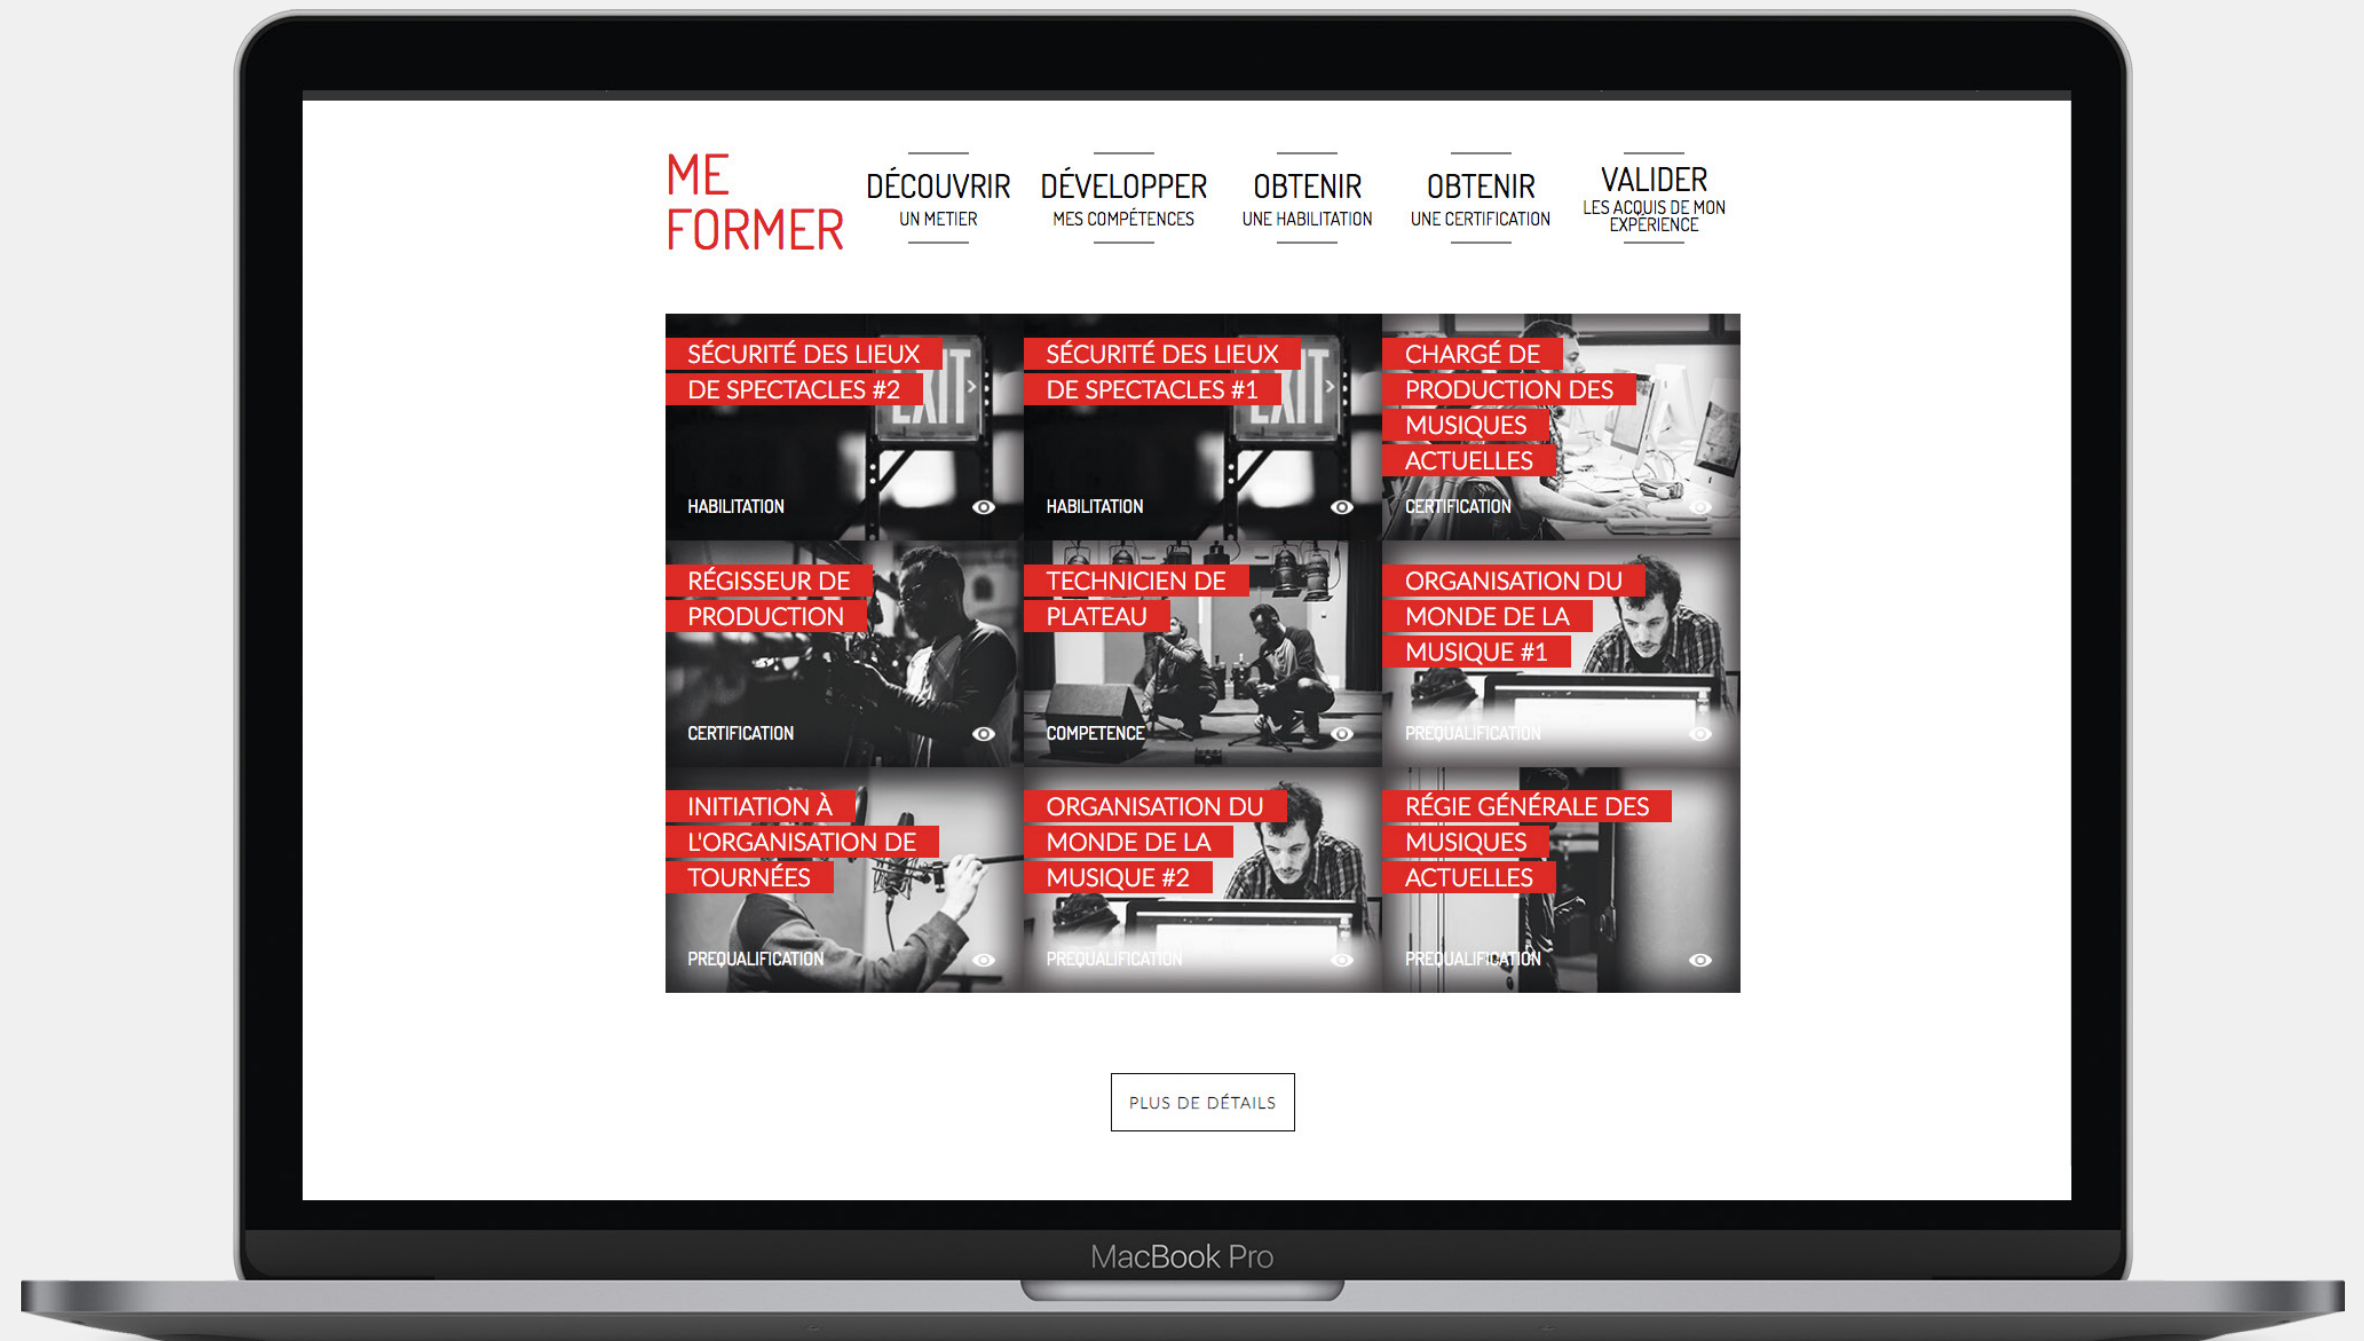 ME
FORMER
DÉCOUVRIR
UN METIER
DÉVELOPPER
MES COMPÉTENCES
OBTENIR
UNE HABILITATION
OBTENIR
UNE CERTIFICATION
VALIDER
LES ACQUIS DE MON
EXPÉRIENCE
SÉCURITÉ DES LIEUX
DE SPECTACLES #2
EXIT
HABILITATION
SÉCURITÉ DES LIEUX
DE SPECTACLES #1
EXIT
HABILITATION
CHARGÉ DE
PRODUCTION DES
MUSIQUES
ACTUELLES
CERTIFICATION
RÉGISSEUR DE
PRODUCTION
CERTIFICATION
TECHNICIEN DE
PLATEAU
COMPETENCE
ORGANISATION DU
MONDE DE LA
MUSIQUE #1
PREQUALIFICATION
INITIATION À
L'ORGANISATION DE
TOURNÉES
PREQUALIFICATION
ORGANISATION DU
MONDE DE LA
MUSIQUE #2
PREQUALIFICATION
RÉGIE GÉNÉRALE DES
MUSIQUES
ACTUELLES
PREQUALIFICATION
PLUS DE DÉTAILS
MacBook Pro